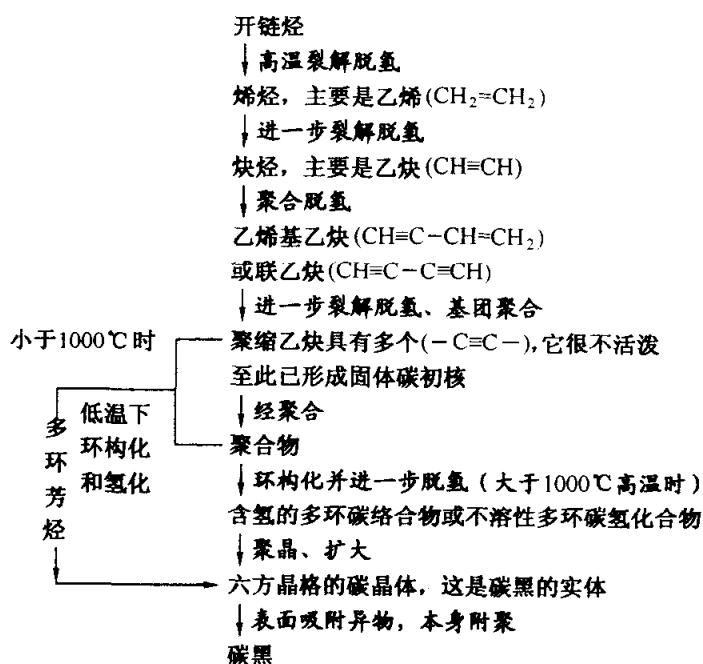 开链烃
高温裂解脱氢
烯烃，主要是乙烯(CH₂=CH₂)
进一步裂解脱氢
炔烃，主要是乙炔(CH≡CH)
聚合脱氢
乙烯基乙炔(CH≡C-CH=CH₂)
或联乙炔(CH≡C-C≡CH)
进一步裂解脱氢、基团聚合
小于1000℃时
聚缩乙炔具有多个(-C≡C-),它很不活泼
至此已形成固体碳初核
经聚合
低温下
环构化
和氢化
多环芳烃
聚合物
环构化并进一步脱氢（大于1000℃高温时）
含氢的多环碳络合物或不溶性多环碳氢化合物
聚晶、扩大
六方晶格的碳晶体，这是碳黑的实体
表面吸附异物，本身附聚
碳黑